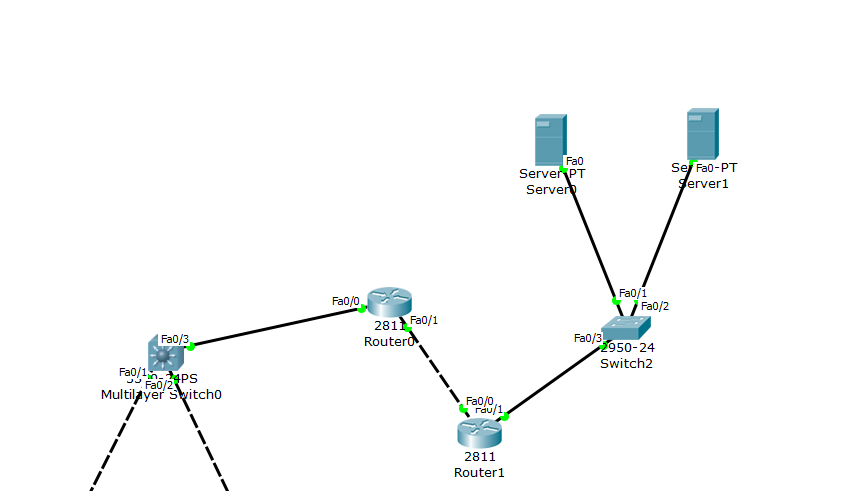 Fa0
Server-PT
Server0
Fa0
-PT
Server1
Fa0/1
Fa0/2
Fa0/3
2950-24
Switch2
Fa0/0
2811
Fa0/1
Router0
Fa0/3
Fa0/1
Fa0/2
Multilayer Switch0
Fa0/0
Fa0/1
2811
Router1